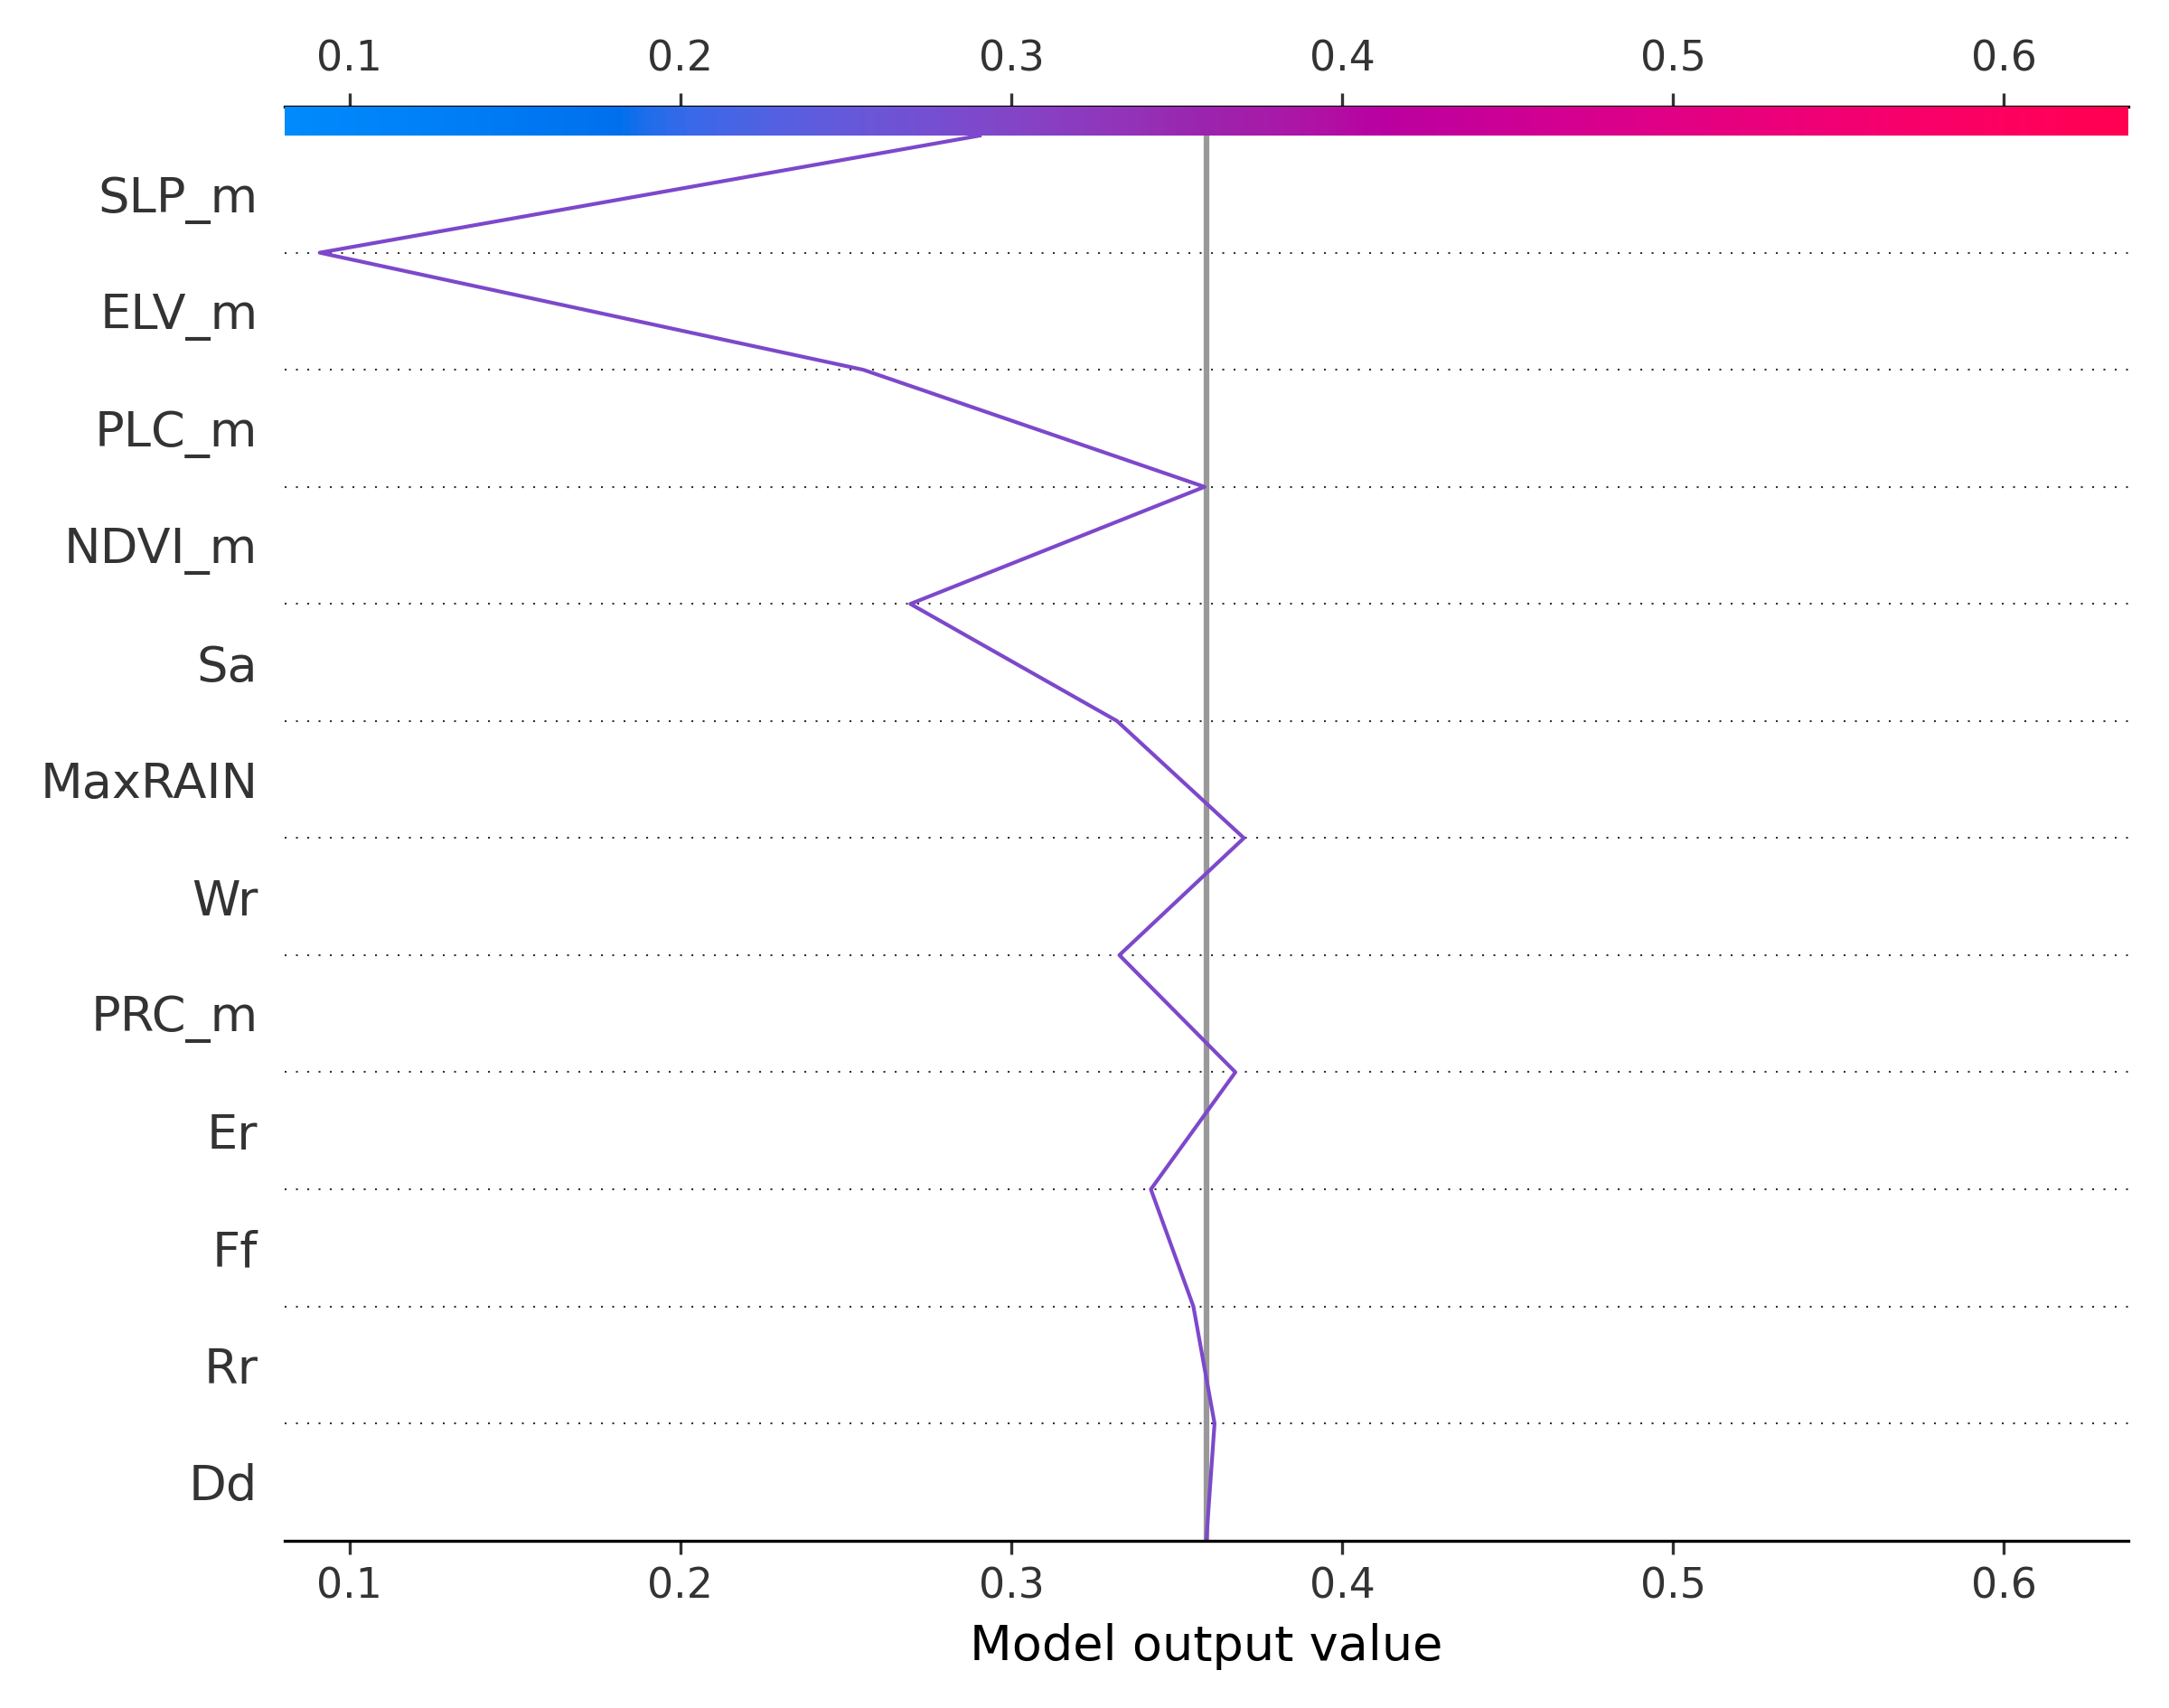 0.1 0.2 0.3 0.4 0.5 0.6
SLP_m
ELV_m
PLC_m
NDVI_m
Sa
MaxRAIN
Wr
PRC_m
Er
Ff
Rr
Dd
0.1 0.2 0.3 0.4 0.5 0.6
Model output value